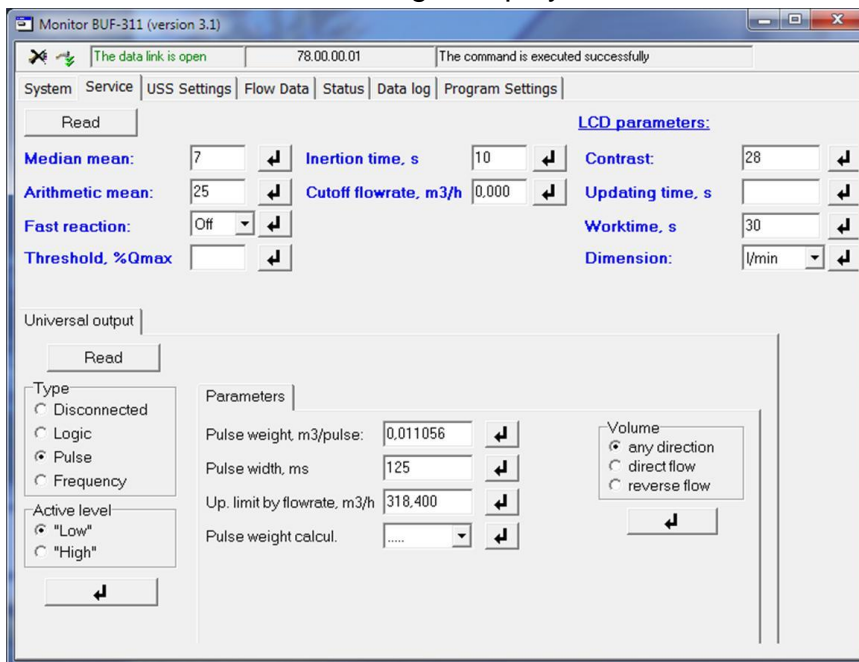 Monitor BUF-311 (version 3.1)
The data link is open 78.00.00.01 The command is executed successfully
System Service USS Settings Flow Data Status Data log Program Settings
Read LCD parameters:
Median mean: 7 Inertion time, s 10 Contrast: 28
Arithmetic mean: 25 Cutoff flowrate, m3/h 0,000 Updating time, s
Fast reaction: Off Worktime, s 30
Threshold, %Qmax Dimension: l/min
Universal output
Read
Type
Disconnected
Logic
Pulse
Frequency
Active level
"Low"
"High"
Parameters
Pulse weight, m3/pulse: 0,011056
Pulse width, ms 125
Up. limit by flowrate, m3/h 318,400
Pulse weight calcul. .....
Volume
any direction
direct flow
reverse flow